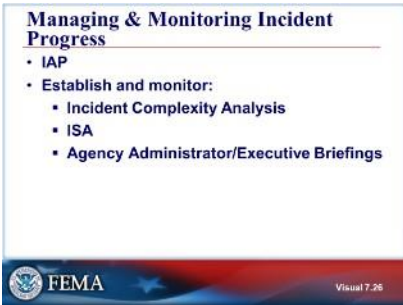 Managing & Monitoring Incident
Progress
• IAP
• Establish and monitor:
▪ Incident Complexity Analysis
▪ ISA
▪ Agency Administrator/Executive Briefings
FEMA
Visual 7.26